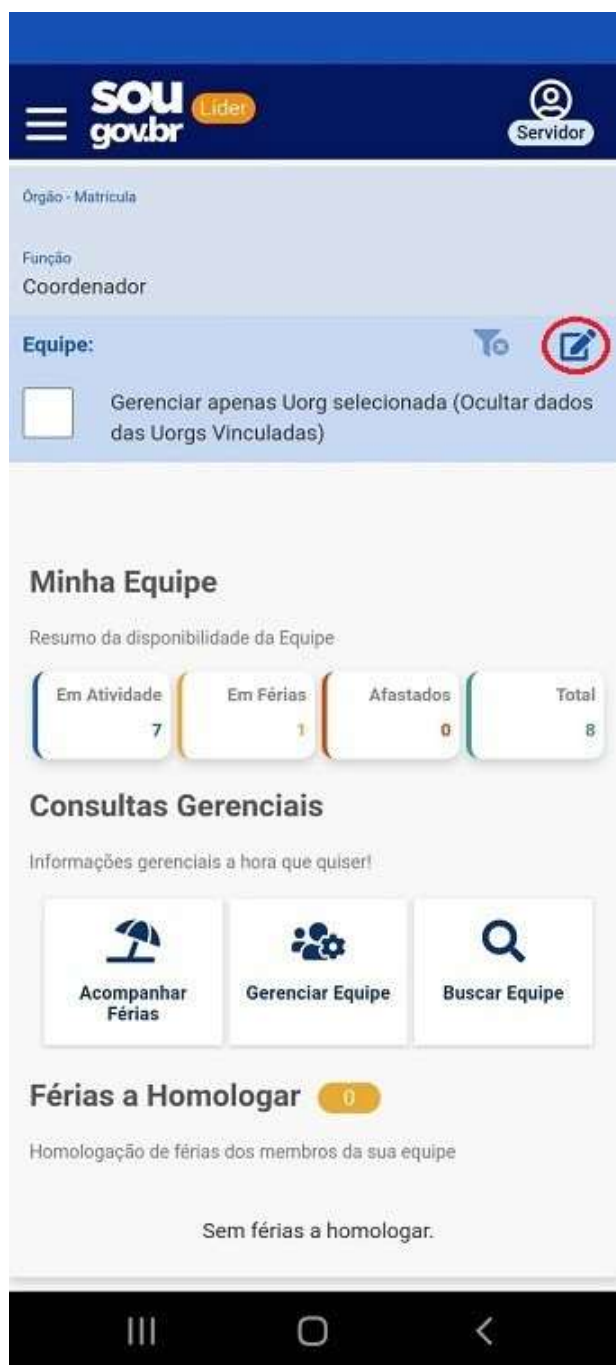 sou
gov.br
Líder
Servidor
Órgão - Matrícula
Função
Coordenador
Equipe:
Gerenciar apenas Uorg selecionada (Ocultar dados
das Uorgs Vinculadas)
Minha Equipe
Resumo da disponibilidade da Equipe
Em Atividade
7
Em Férias
1
Afastados
0
Total
8
Consultas Gerenciais
Informações gerenciais a hora que quiser!
Acompanhar
Férias
Gerenciar Equipe
Buscar Equipe
Férias a Homologar 0
Homologação de férias dos membros da sua equipe
Sem férias a homologar.